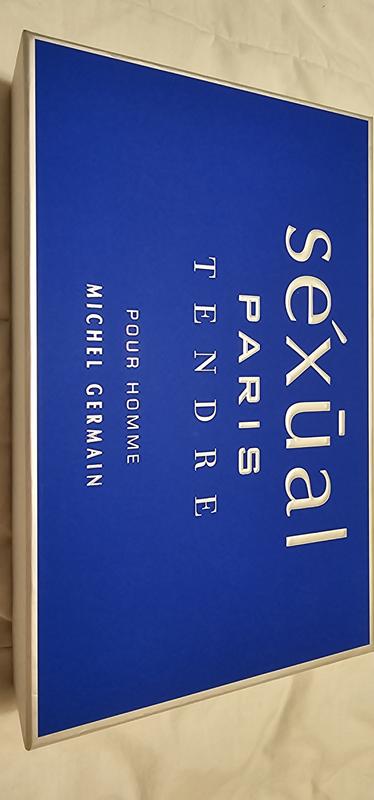 séxūal
PARIS
TENDRE
POUR HOMME
MICHEL GERMAIN